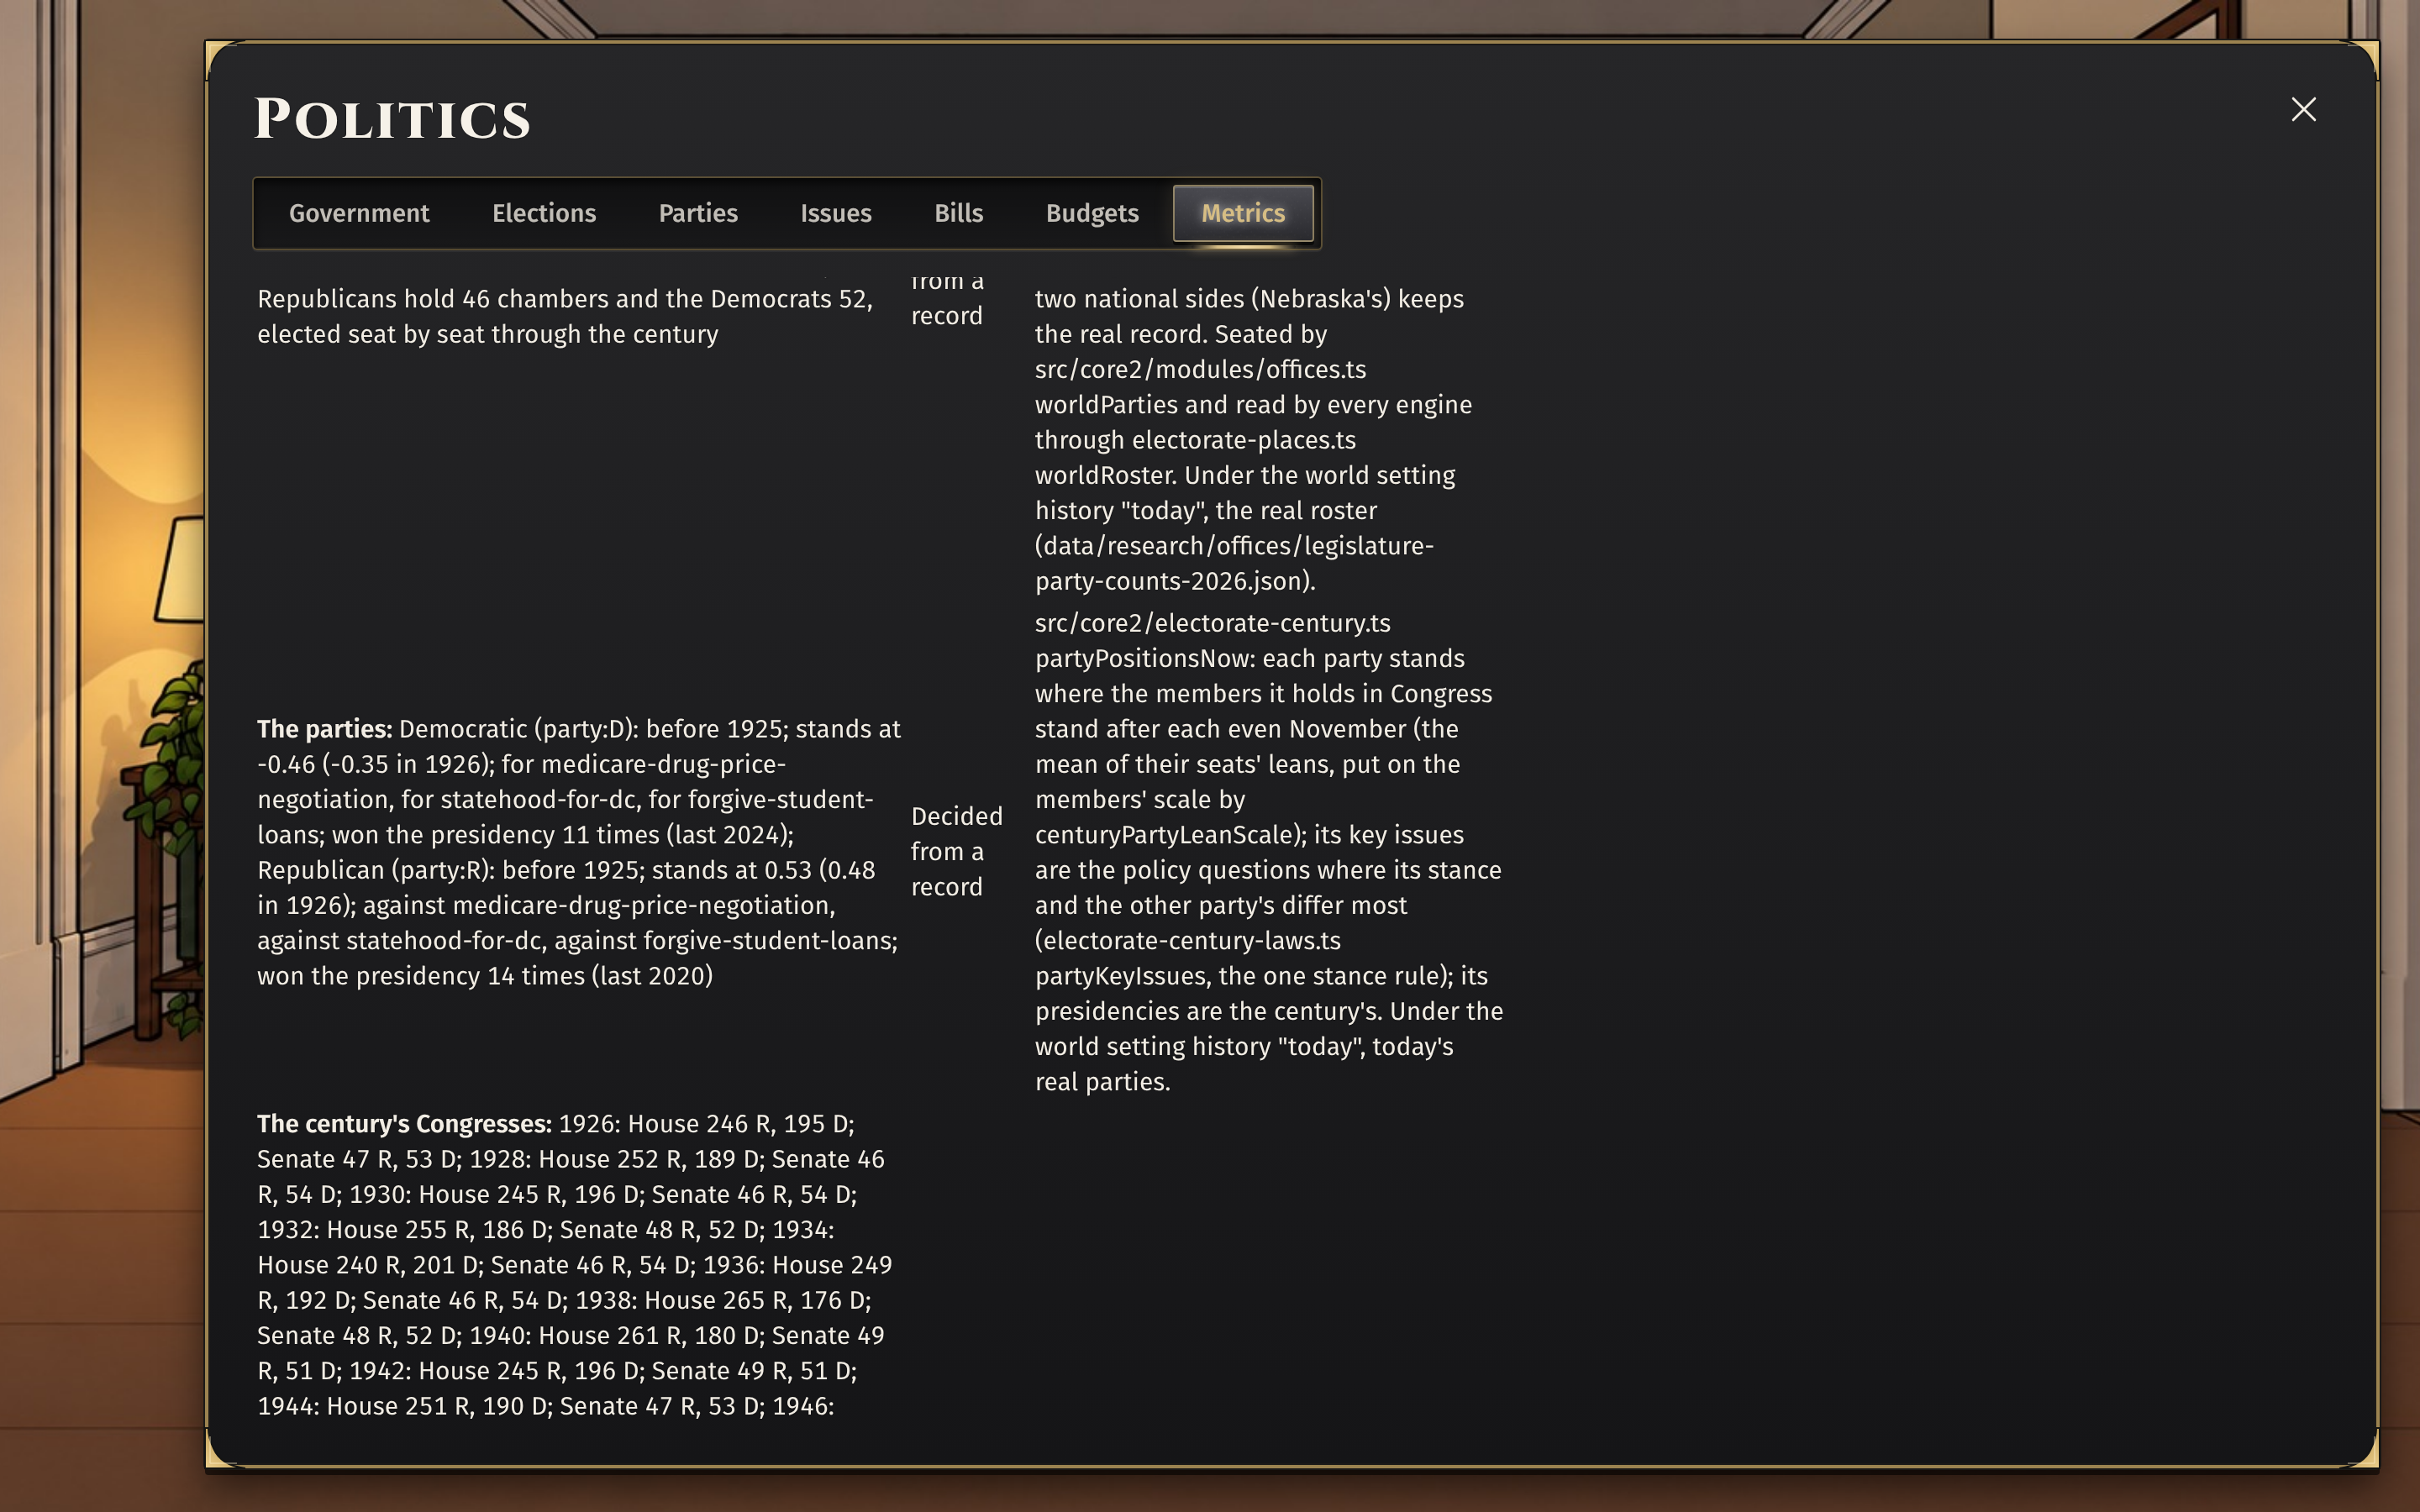 Politics
Government
Elections
Parties
Issues
Bills
Budgets
Metrics
Republicans hold 46 chambers and the Democrats 52,
elected seat by seat through the century
from a
record
two national sides (Nebraska's) keeps
the real record. Seated by
src/core2/modules/offices.ts
worldParties and read by every engine
through electorate-places.ts
worldRoster. Under the world setting
history "today", the real roster
(data/research/offices/legislature-
party-counts-2026.json).
The parties: Democratic (party:D): before 1925; stands at
-0.46 (-0.35 in 1926); for medicare-drug-price-
negotiation, for statehood-for-dc, for forgive-student-
loans; won the presidency 11 times (last 2024);
Republican (party:R): before 1925; stands at 0.53 (0.48
in 1926); against medicare-drug-price-negotiation,
against statehood-for-dc, against forgive-student-loans;
won the presidency 14 times (last 2020)
Decided
from a
record
src/core2/electorate-century.ts
partyPositionsNow: each party stands
where the members it holds in Congress
stand after each even November (the
mean of their seats' leans, put on the
members' scale by
centuryPartyLeanScale); its key issues
are the policy questions where its stance
and the other party's differ most
(electorate-century-laws.ts
partyKeyIssues, the one stance rule); its
presidencies are the century's. Under the
world setting history "today", today's
real parties.
The century's Congresses: 1926: House 246 R, 195 D;
Senate 47 R, 53 D; 1928: House 252 R, 189 D; Senate 46
R, 54 D; 1930: House 245 R, 196 D; Senate 46 R, 54 D;
1932: House 255 R, 186 D; Senate 48 R, 52 D; 1934:
House 240 R, 201 D; Senate 46 R, 54 D; 1936: House 249
R, 192 D; Senate 46 R, 54 D; 1938: House 265 R, 176 D;
Senate 48 R, 52 D; 1940: House 261 R, 180 D; Senate 49
R, 51 D; 1942: House 245 R, 196 D; Senate 49 R, 51 D;
1944: House 251 R, 190 D; Senate 47 R, 53 D; 1946: